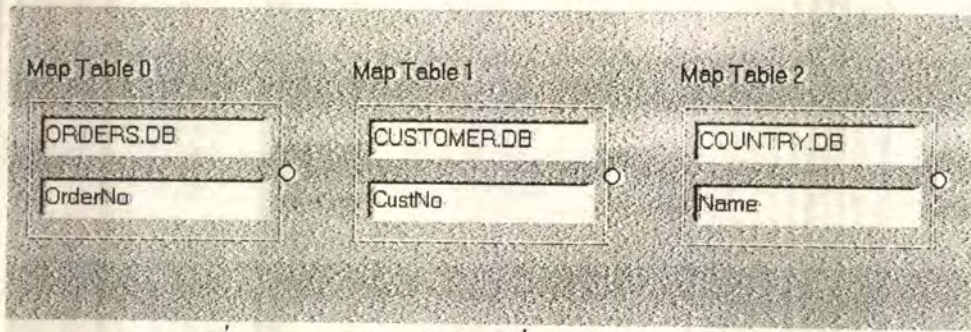 Map Table 0
ORDERS.DB
OrderNo
Map Table 1
CUSTOMER.DB
CustNo
Map Table 2
COUNTRY.DB
Name